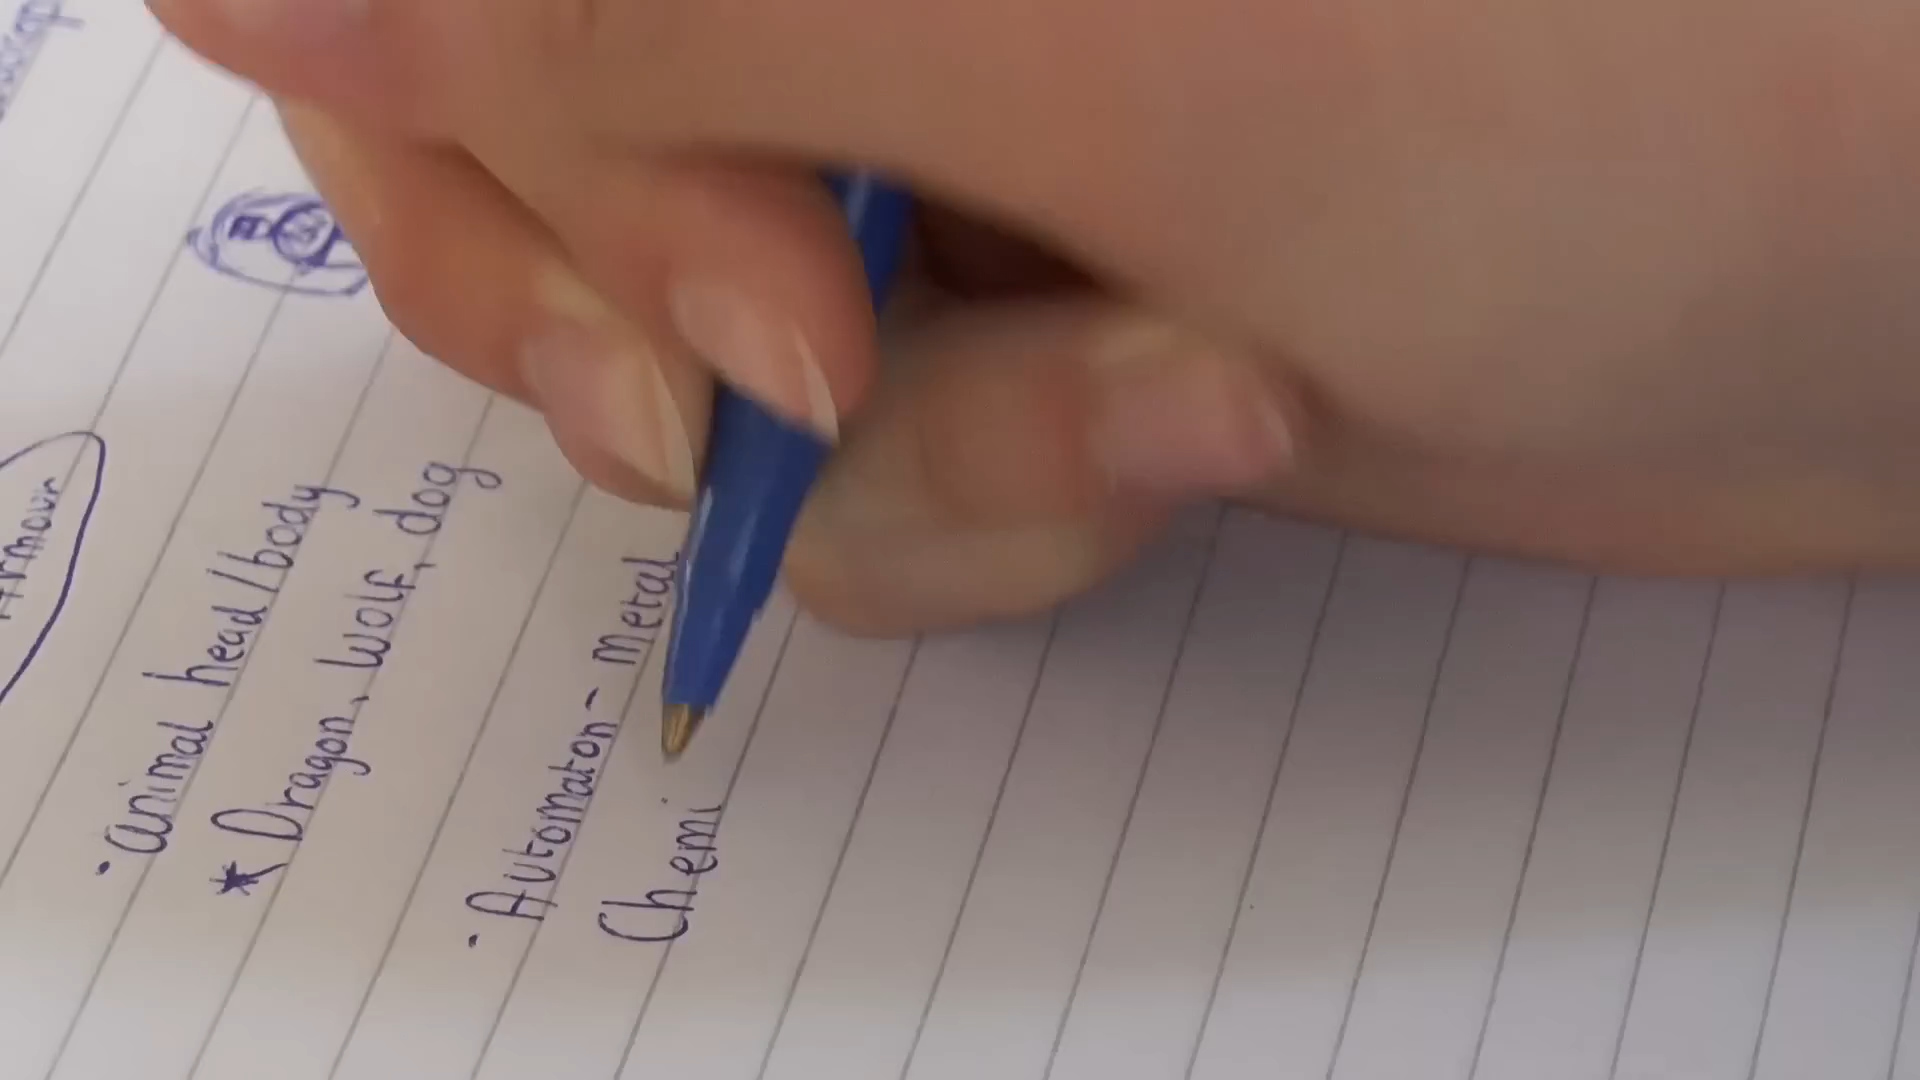 Armour
· animal head/body
* Dragon, wolf, dog
· Automaton - metal
Chemi